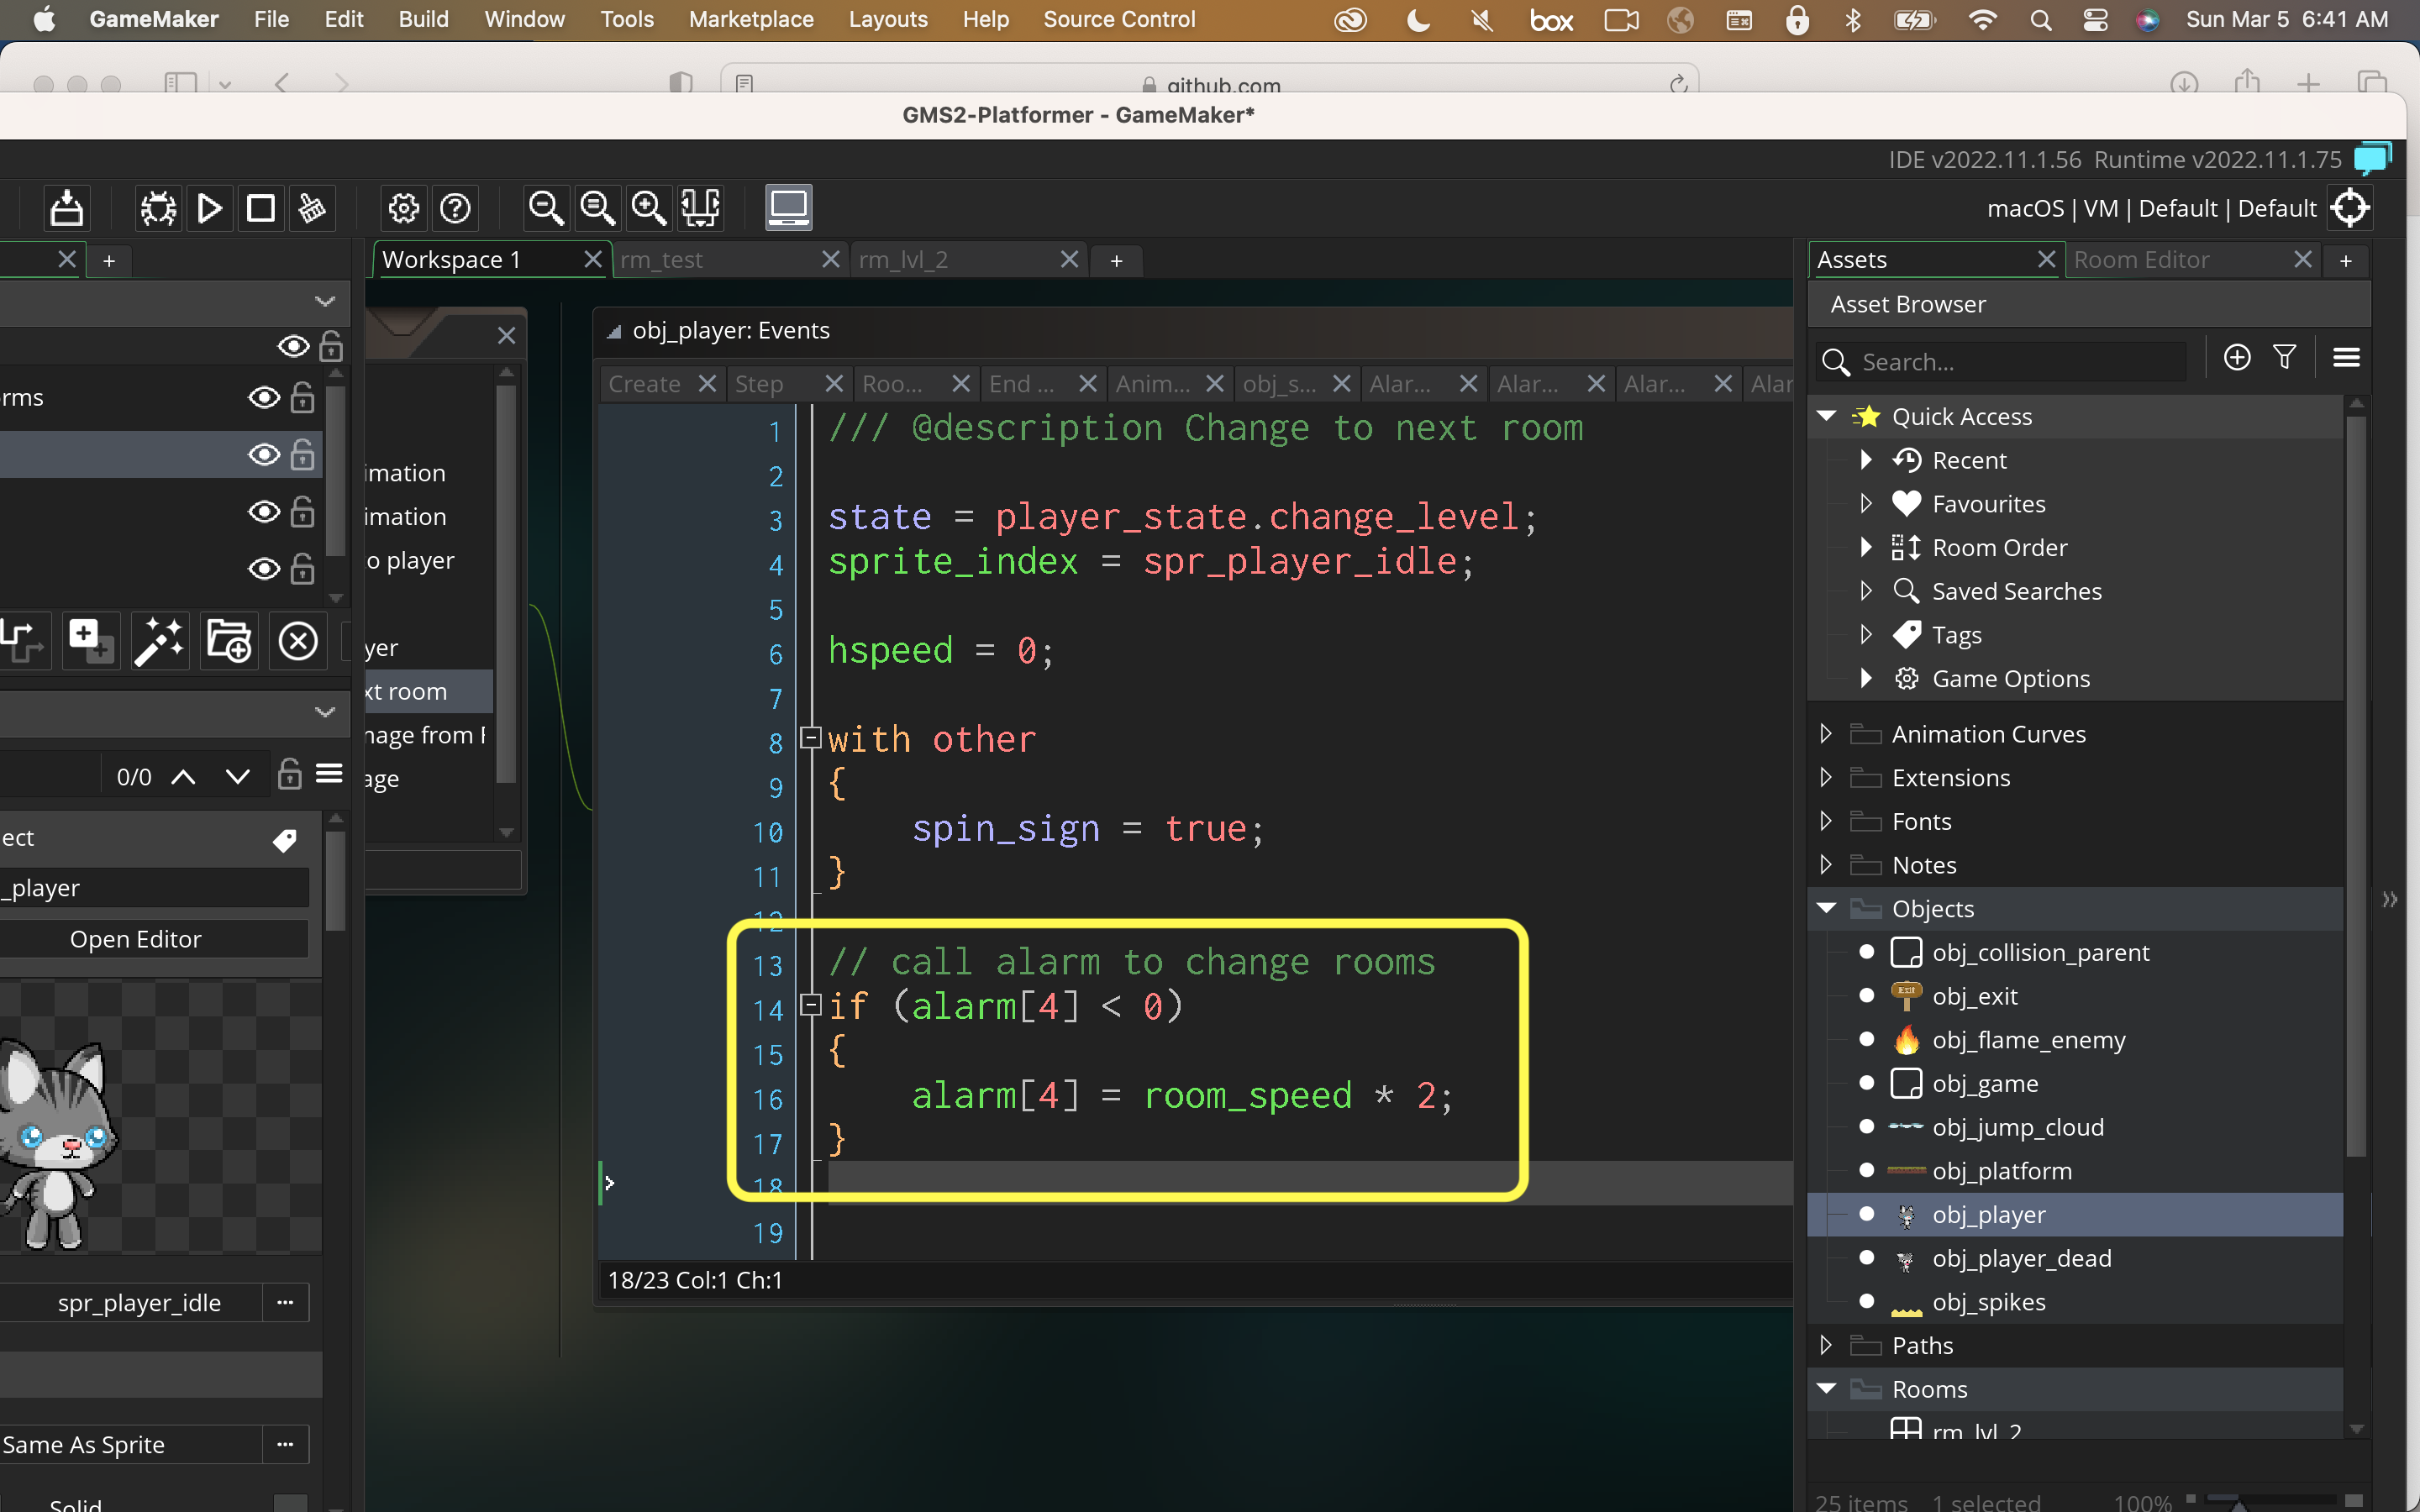 GameMaker File Edit Build Window Tools Marketplace Layouts Help Source Control box Sun Mar 5 6:41 AM
github.com
GMS2-Platformer - GameMaker*
IDE v2022.11.1.56 Runtime v2022.11.1.75
macOS | VM | Default | Default
Workspace 1 rm_test rm_lvl_2 +
Assets Room Editor +
Asset Browser
Search...
obj_player: Events
Create Step Roo... End ... Anim... obj_s... Alar... Alar... Alar... Alar
1 /// @description Change to next room
2
3 state = player_state.change_level;
4 sprite_index = spr_player_idle;
5
6 hspeed = 0;
7
8 with other
9 {
10 spin_sign = true;
11 }
12
13 // call alarm to change rooms
14 if (alarm[4] < 0)
15 {
16 alarm[4] = room_speed * 2;
17 }
18
19
18/23 Col:1 Ch:1
rms
imation
imation
o player
yer
xt room
nage from
age
0/0
ect
_player
Open Editor
spr_player_idle ...
Same As Sprite ...
Solid
Quick Access
Recent
Favourites
Room Order
Saved Searches
Tags
Game Options
Animation Curves
Extensions
Fonts
Notes
Objects
obj_collision_parent
Exit
obj_exit
obj_flame_enemy
obj_game
obj_jump_cloud
obj_platform
obj_player
obj_player_dead
obj_spikes
Paths
Rooms
rm_lvl_2
25 items 1 selected 100%